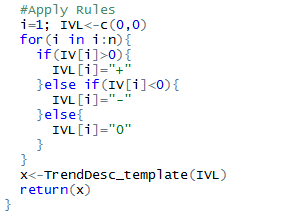 #Apply Rules
i=1; IVL<-c(0,0)
for(i in i:n){
if(IV[i]>0){
IVL[i]="+"
}else if(IV[i]<0){
IVL[i]="-"
}else{
IVL[i]="0"
}
}
x<-TrendDesc_template(IVL)
return(x)
}